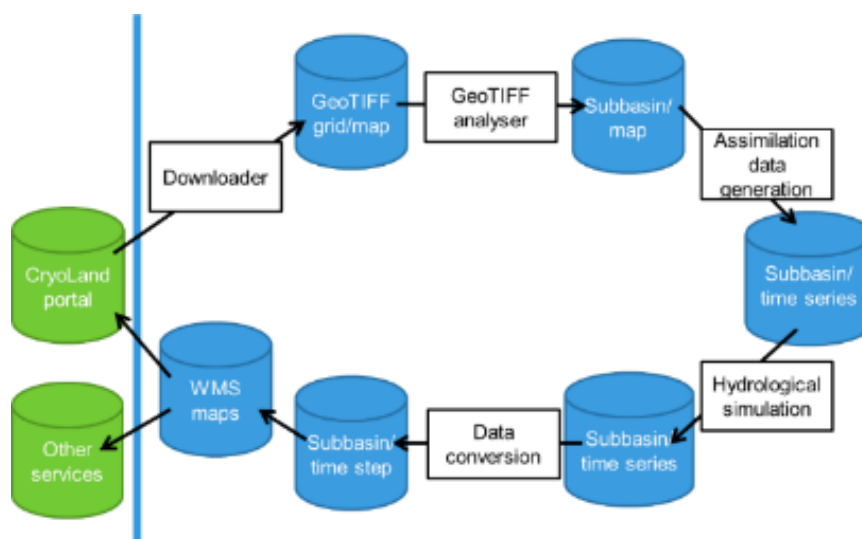 GeoTIFF
grid/map
GeoTIFF
analyser
Subbasin/
map
Assimilation
data
generation
Downloader
CryoLand
portal
Subbasin/
time series
WMS
maps
Hydrological
simulation
Other
services
Subbasin/
time step
Data
conversion
Subbasin/
time series